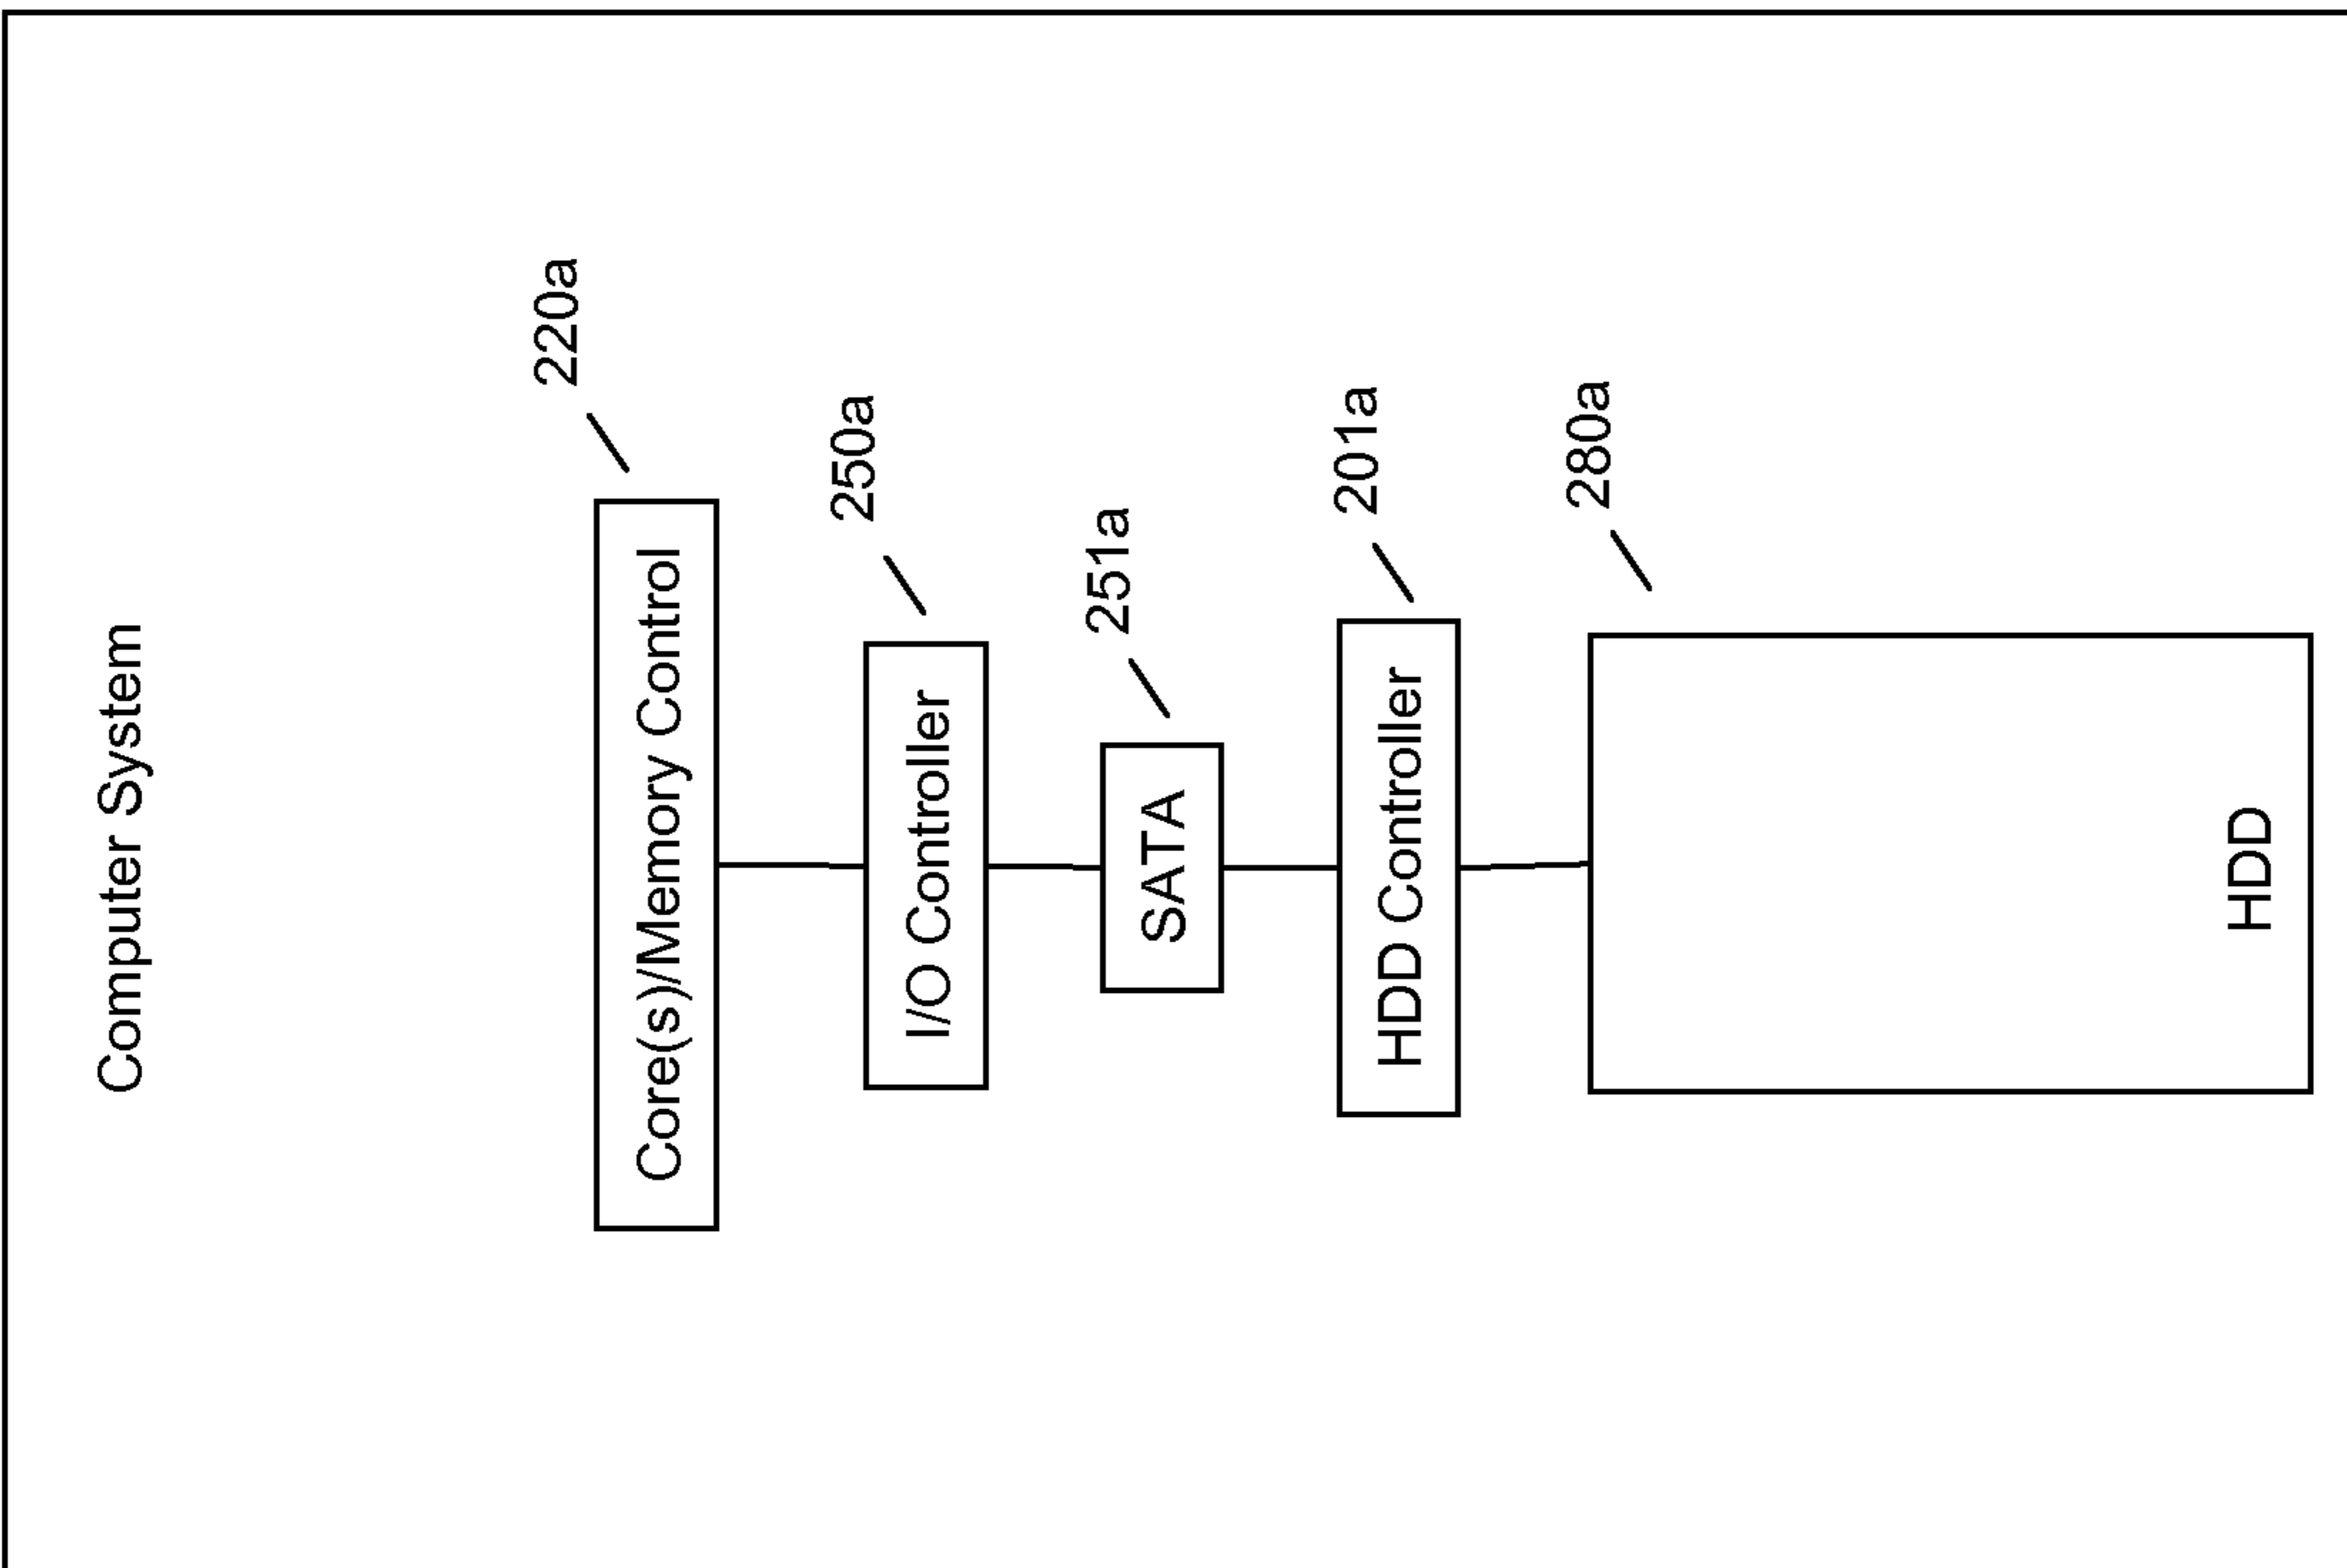 Computer System
220a
Core(s)/Memory Control
250a
I/O Controller
251a
SATA
201a
HDD Controller
280a
HDD